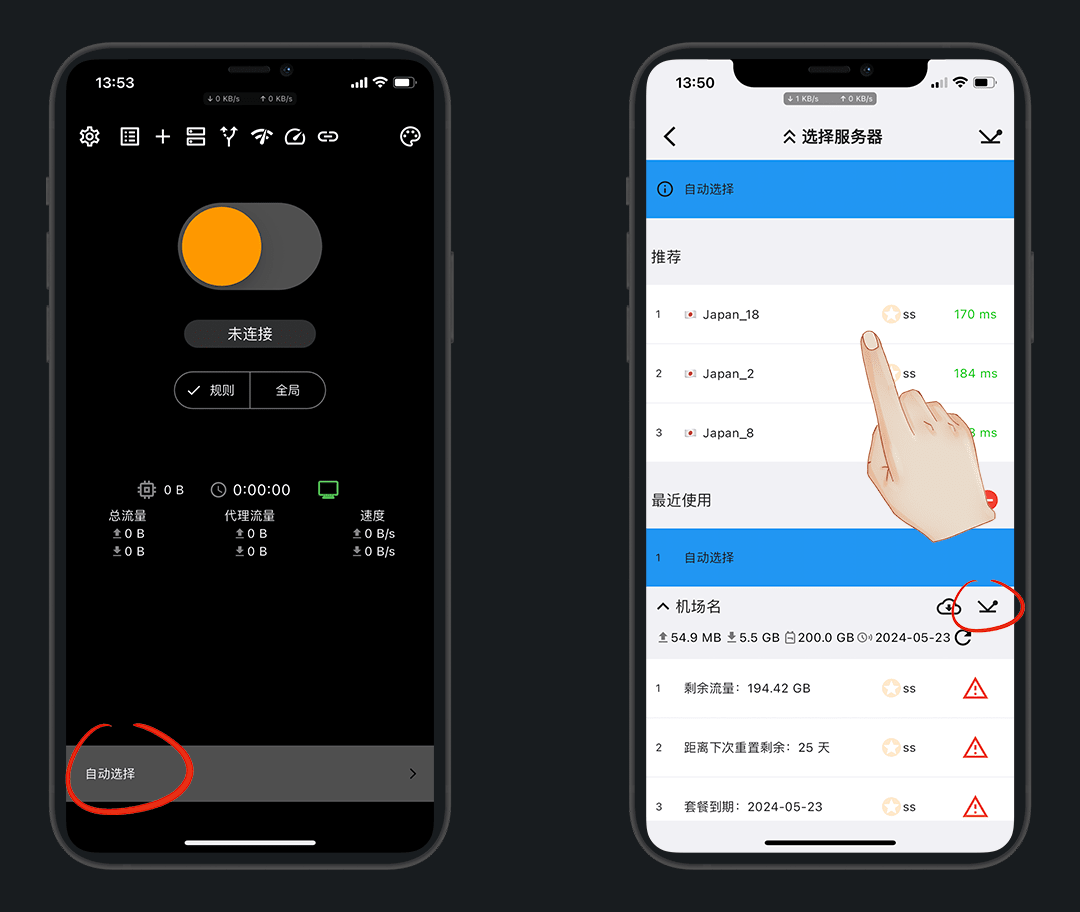 13:53
↓ 0 KB/s ↑ 0 KB/s
未连接
规则 全局
0 B 0:00:00
总流量 代理流量 速度
0 B 0 B 0 B/s
0 B 0 B 0 B/s
自动选择
13:50
↓ 1 KB/s ↑ 0 KB/s
选择服务器
自动选择
推荐
1 Japan_18 ss 170 ms
2 Japan_2 ss 184 ms
3 Japan_8 ms
最近使用
1 自动选择
机场名
54.9 MB 5.5 GB 200.0 GB 2024-05-23
1 剩余流量：194.42 GB ss
2 距离下次重置剩余：25 天 ss
3 套餐到期：2024-05-23 ss